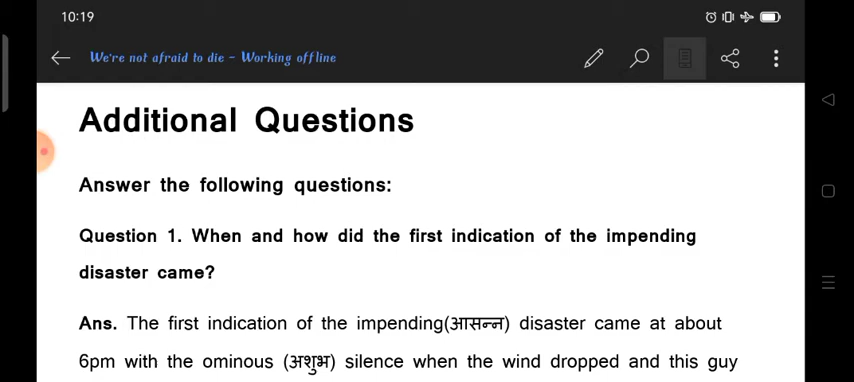 10:19
We're not afraid to die - Working offline
Additional Questions
Answer the following questions:
Question 1. When and how did the first indication of the impending
disaster came?
Ans. The first indication of the impending(आसन्न) disaster came at about
6pm with the ominous (अशुभ) silence when the wind dropped and this guy